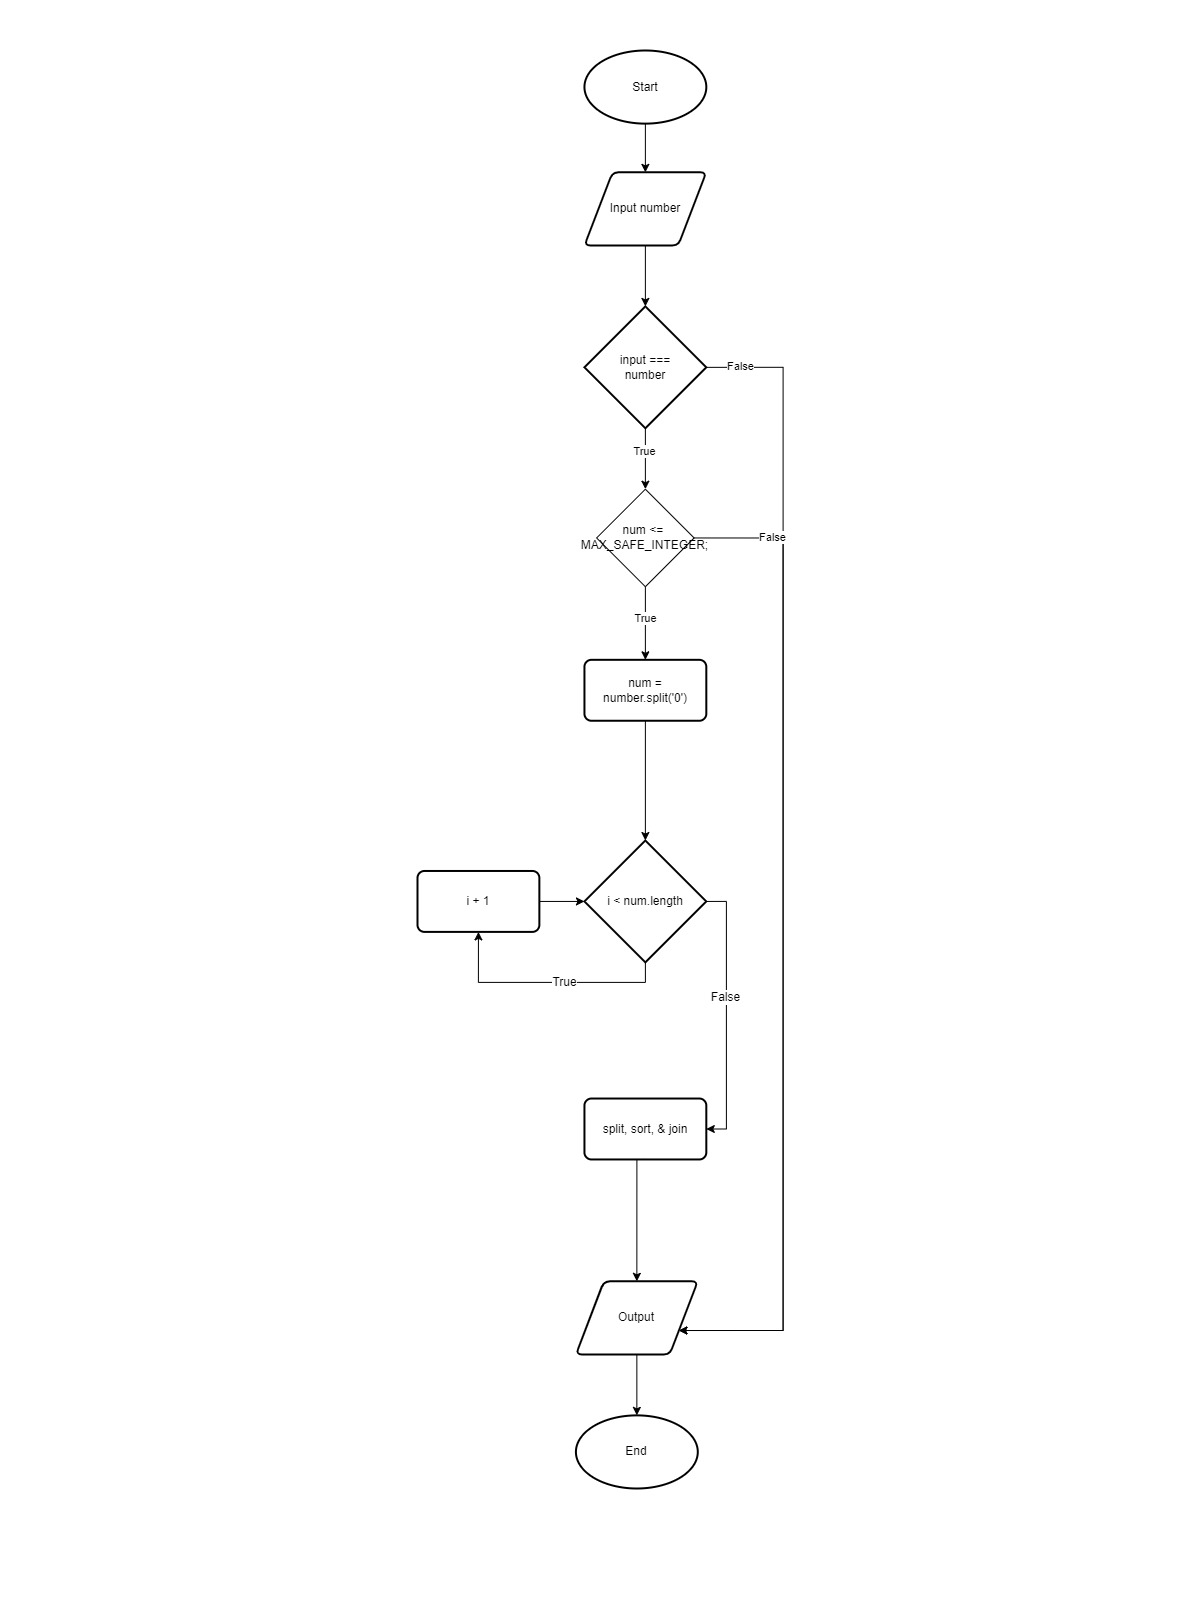 Start
Input number
input ===
number
False
True
num <=
MAX_SAFE_INTEGER;
False
True
num =
number.split('0')
i + 1
i < num.length
True
False
split, sort, & join
Output
End